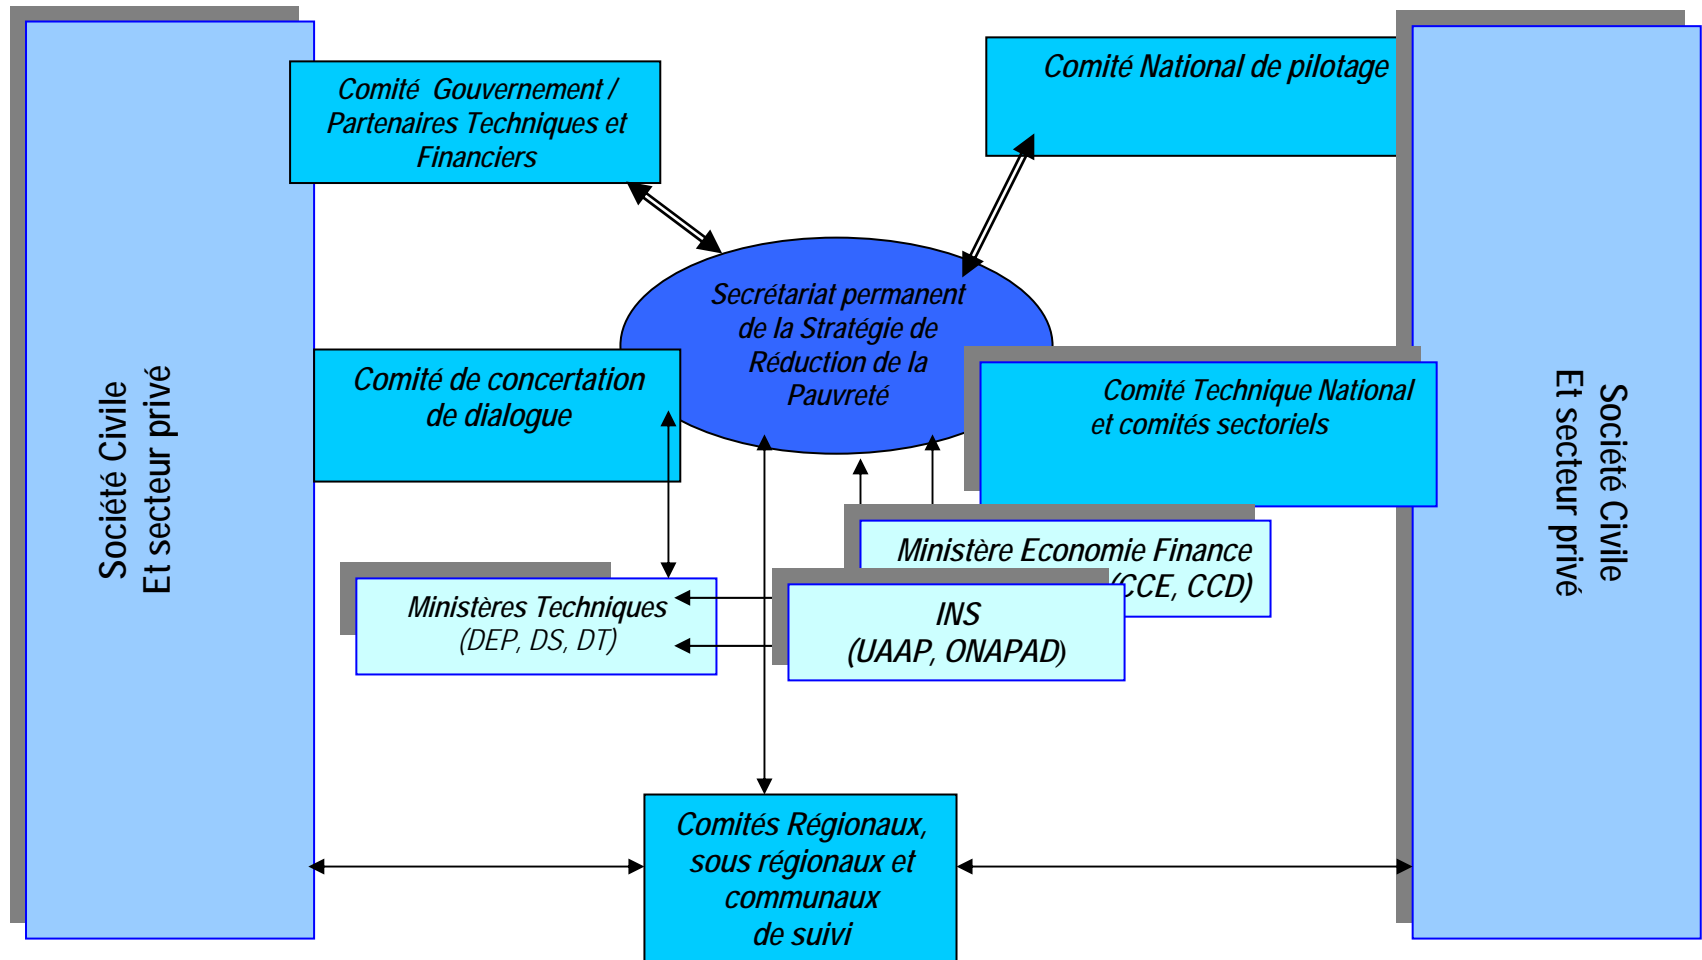 Société Civile
Et secteur privé
Comité Gouvernement /
Partenaires Techniques et
Financiers
Comité National de pilotage
Secrétariat permanent
de la Stratégie de
Réduction de la
Pauvreté
Comité de concertation
de dialogue
Comité Technique National
et comités sectoriels
Ministère Economie Finance
(CCE, CCD)
Ministères Techniques
(DEP, DS, DT)
INS
(UAAP, ONAPAD)
Comités Régionaux,
sous régionaux et
communaux
de suivi
Société Civile
Et secteur privé